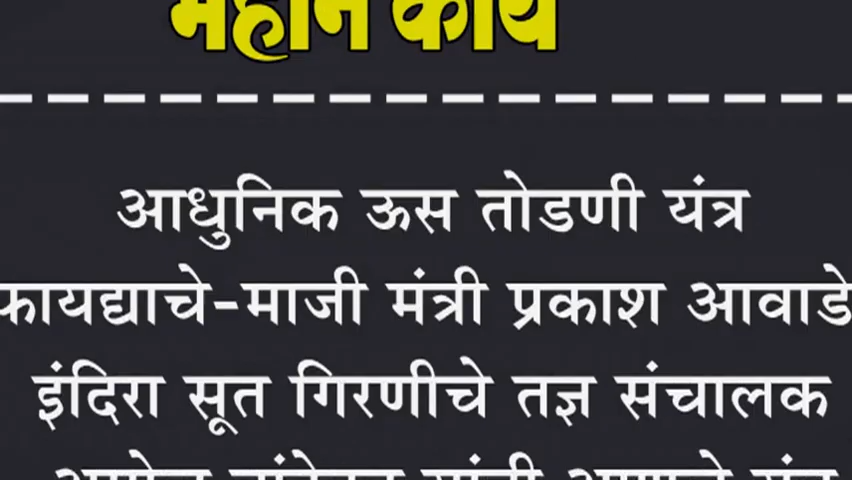 महान कार्य
आधुनिक ऊस तोडणी यंत्र
फायद्याचे-माजी मंत्री प्रकाश आवाडे
इंदिरा सूत गिरणीचे तज्ञ संचालक